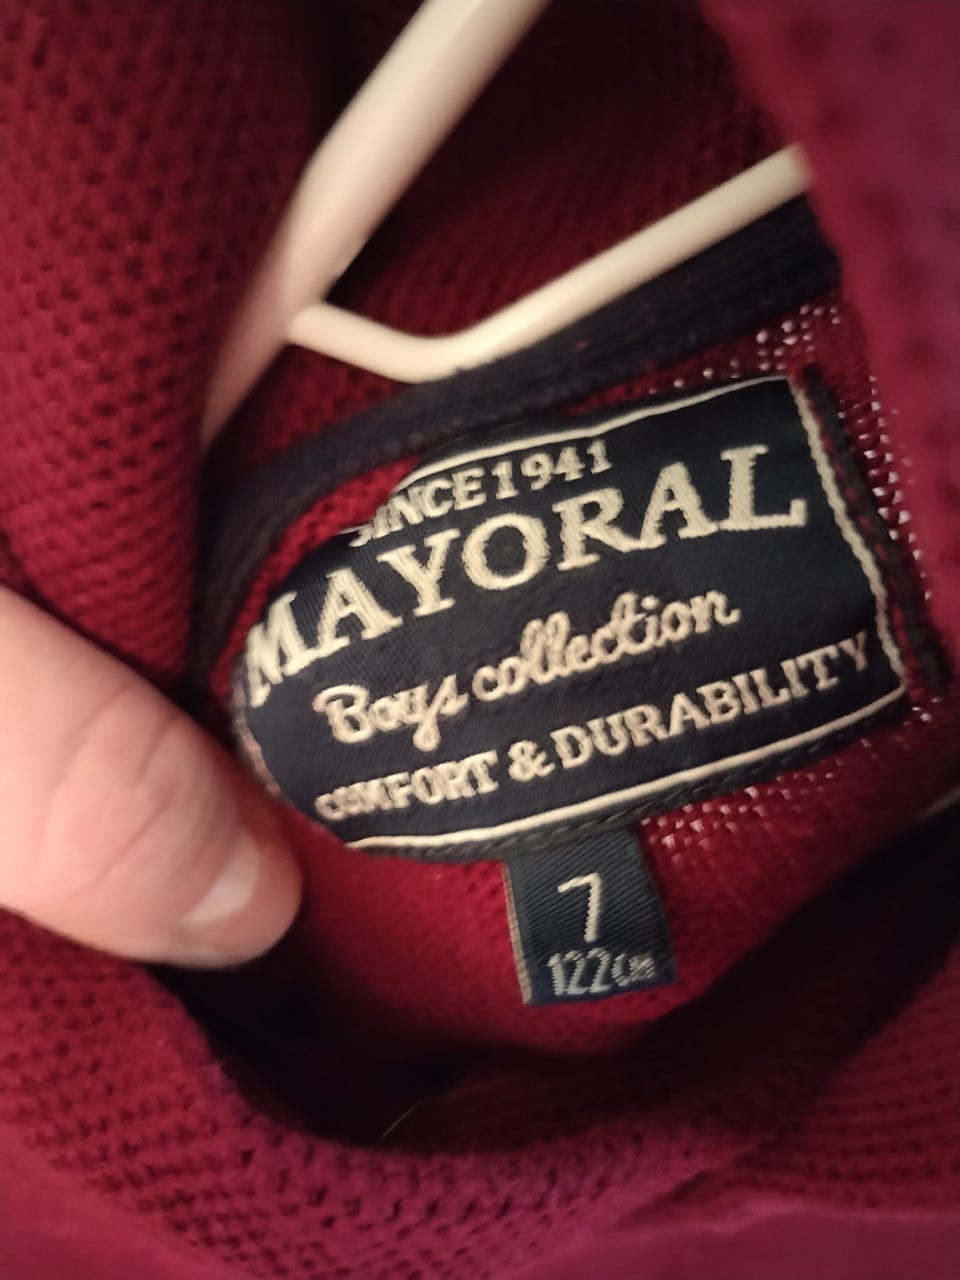 SINCE 1941
MAYORAL
Boys collection
COMFORT & DURABILITY
7
122CM